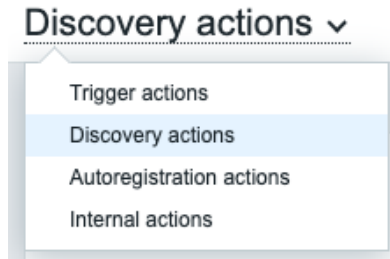 Discovery actions
Trigger actions
Discovery actions
Autoregistration actions
Internal actions